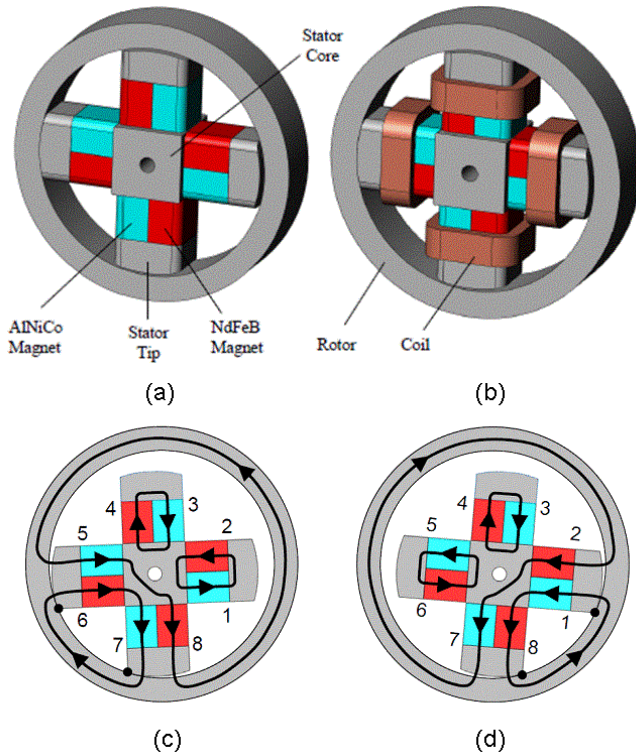 Stator
Core
AlNiCo
Magnet
Stator
Tip
NdFeB
Magnet
Rotor
Coil
(a)
(b)
4
3
5
2
6
1
7
8
4
3
5
2
6
1
7
8
(c)
(d)